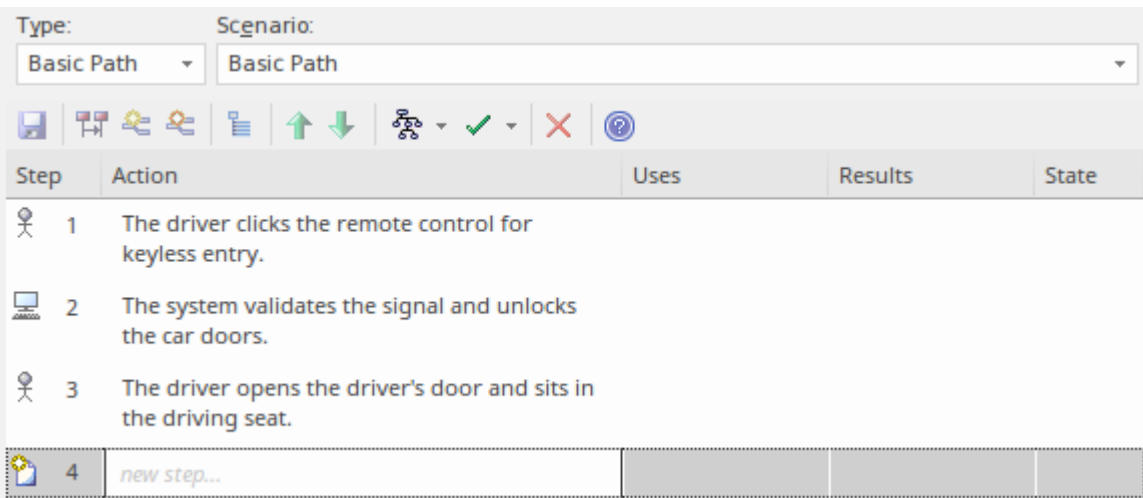 Type: Scenario:
Basic Path Basic Path
Step Action Uses Results State
1 The driver clicks the remote control for
keyless entry.
2 The system validates the signal and unlocks
the car doors.
3 The driver opens the driver's door and sits in
the driving seat.
4 new step...